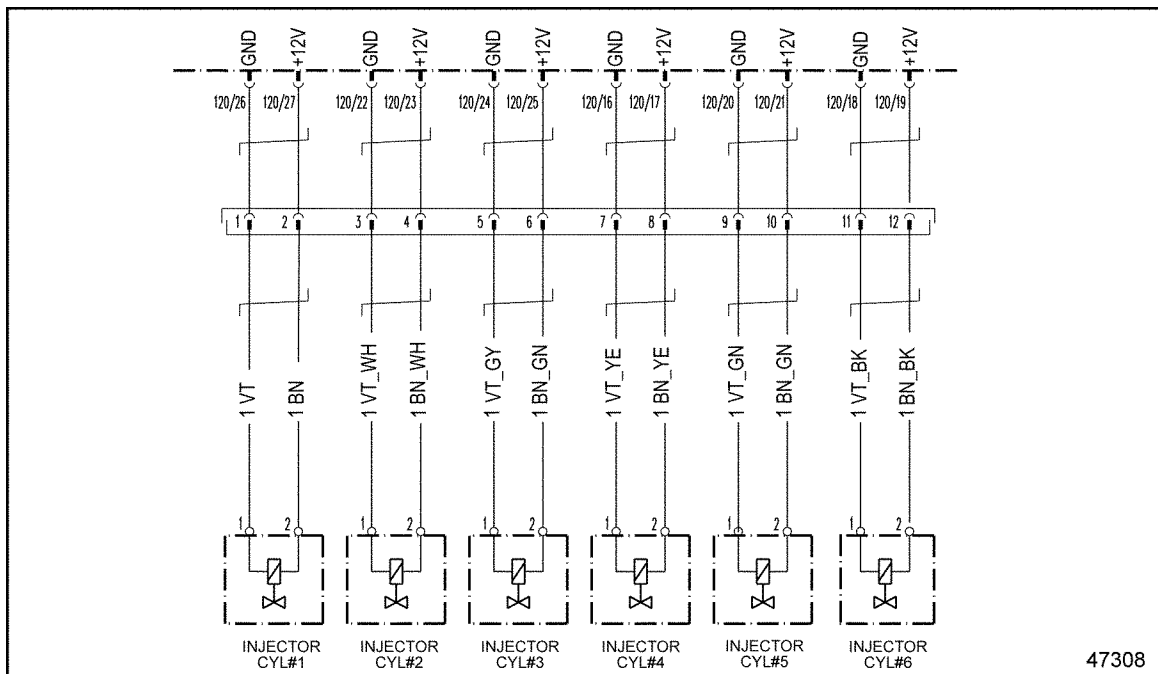 GND +12V GND +12V GND +12V GND +12V GND +12V GND +12V
120/26 120/27 120/22 120/23 120/24 120/25 120/16 120/17 120/20 120/21 120/18 120/19
1 2 3 4 5 6 7 8 9 10 11 12
1 VT 1 BN 1 VT_WH 1 BN_WH 1 VT_GY 1 BN_GN 1 VT_YE 1 BN_YE 1 VT_GN 1 BN_GN 1 VT_BK 1 BN_BK
1 2 1 2 1 2 1 2 1 2 1 2
INJECTOR INJECTOR INJECTOR INJECTOR INJECTOR INJECTOR
CYL#1 CYL#2 CYL#3 CYL#4 CYL#5 CYL#6
47308